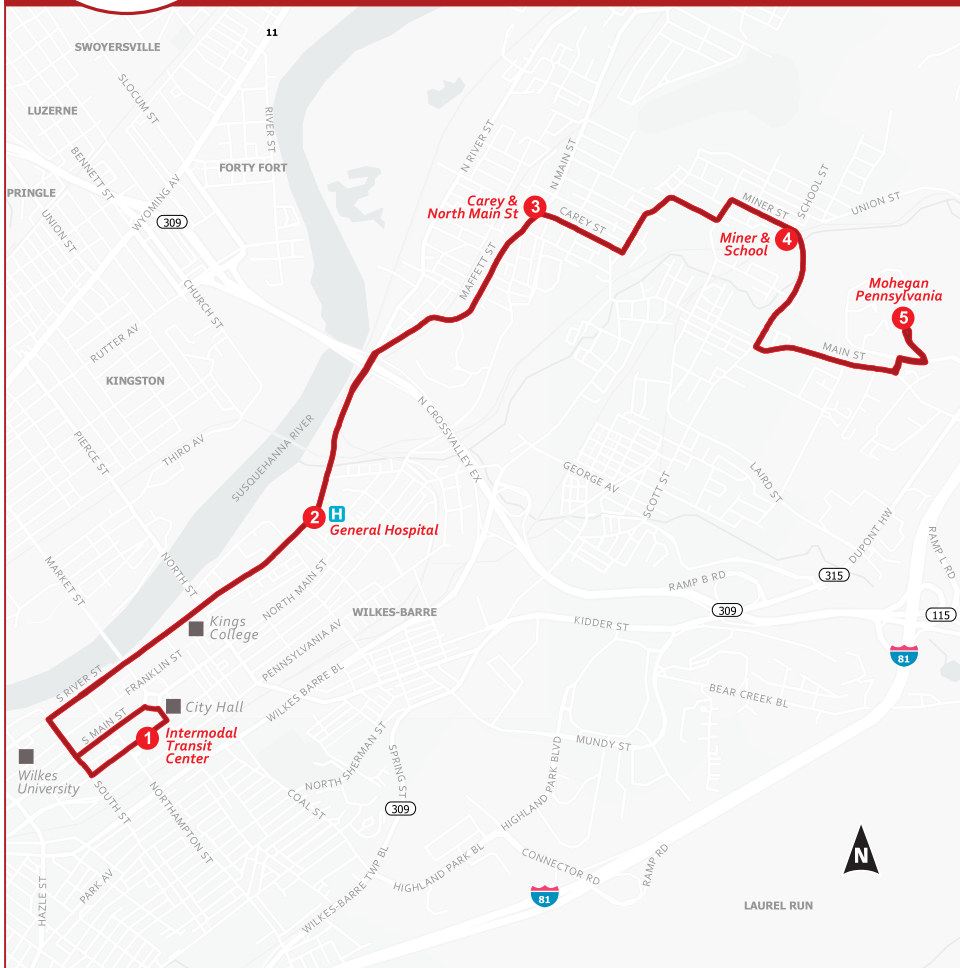 11
SWOYERSVILLE
SLOCUM ST
LUZERNE
RIVER ST
BENNETT ST
FORTY FORT
PRINGLE
WYOMING AV
309
UNION ST
N RIVER ST
N MAIN ST
Carey &
North Main St
3
CAREY ST
MINER ST
SCHOOL ST
UNION ST
Miner &
School
4
MAFFETT ST
CHURCH ST
Mohegan
Pennsylvania
5
MAIN ST
RUTTER AV
KINGSTON
N CROSSVALLEY EX
SUSQUEHANNA RIVER
PIERCE ST
THIRD AV
GEORGE AV
SCOTT ST
LAIRD ST
DUPONT HW
RAMP L RD
2
H
General Hospital
MARKET ST
NORTH ST
NORTH MAIN ST
RAMP B RD
315
309
115
WILKES-BARRE
KIDDER ST
Kings
College
PENNSYLVANIA AV
81
FRANKLIN ST
S RIVER ST
WILKES BARRE BL
BEAR CREEK BL
City Hall
S MAIN ST
1
Intermodal
Transit
Center
MUNDY ST
Wilkes
University
NORTH SHERMAN ST
SPRING ST
HIGHLAND PARK BLVD
SOUTH ST
NORTHAMPTON ST
COAL ST
309
N
CONNECTOR RD
RAMP RD
HIGHLAND PARK BL
WILKES-BARRE TWP BL
PARK AV
HAZLE ST
81
LAUREL RUN